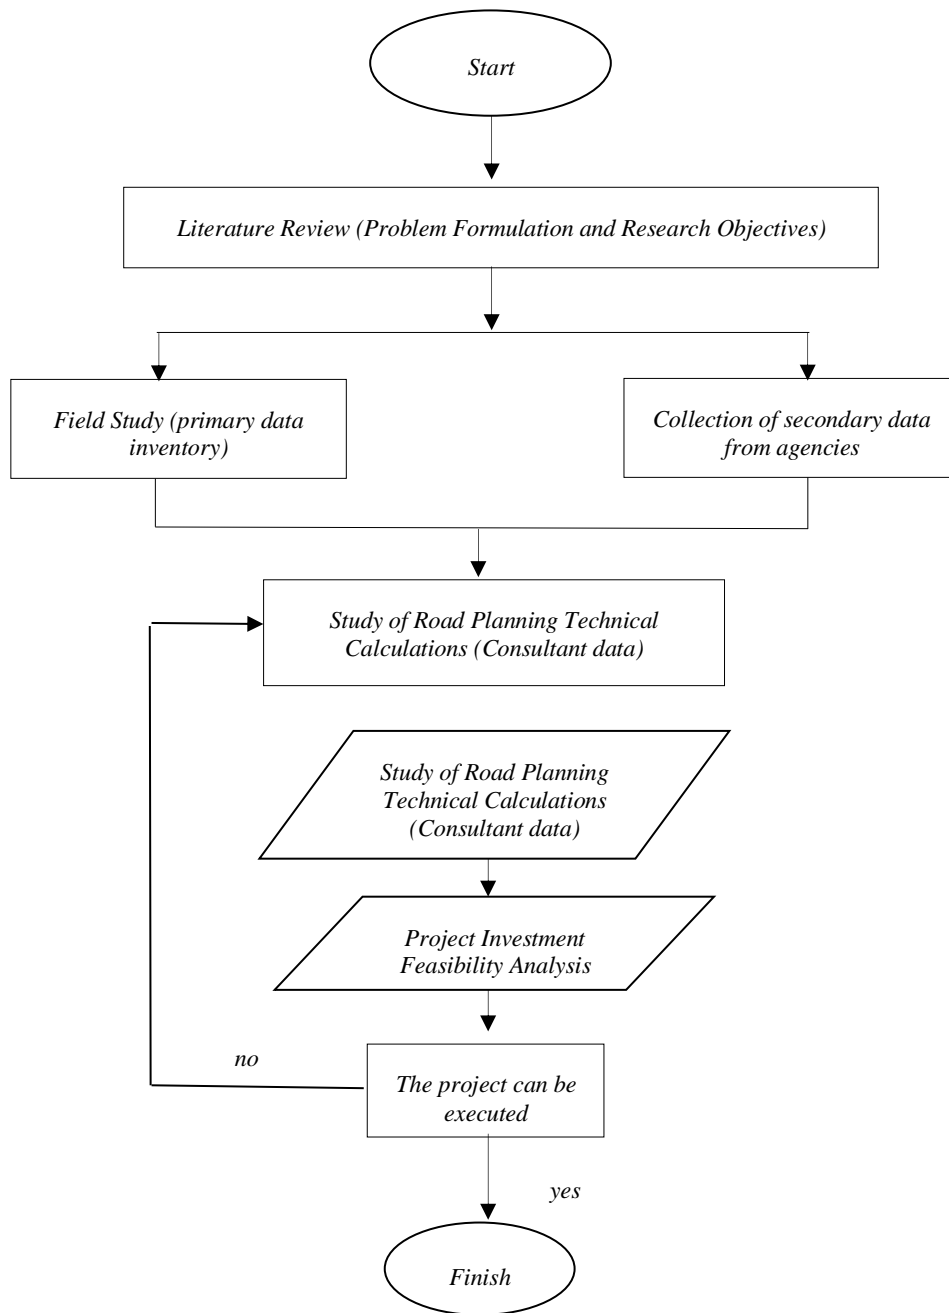 Start
Literature Review (Problem Formulation and Research Objectives)
Field Study (primary data
inventory)
Collection of secondary data
from agencies
Study of Road Planning Technical
Calculations (Consultant data)
Study of Road Planning
Technical Calculations
(Consultant data)
Project Investment
Feasibility Analysis
no
The project can be
executed
yes
Finish